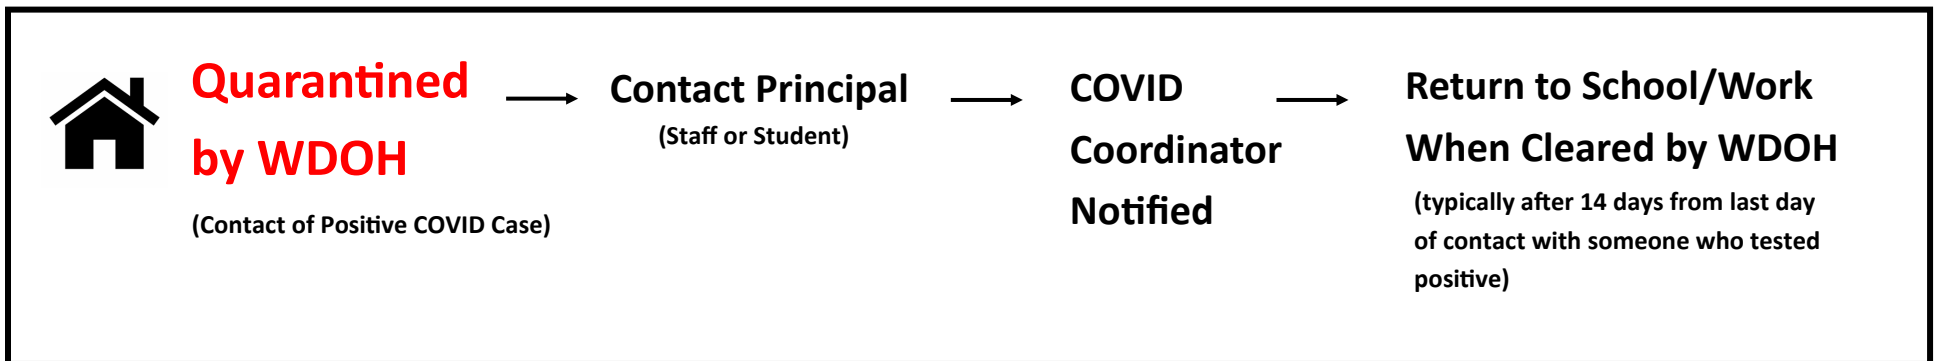 Quarantined
by WDOH
(Contact of Positive COVID Case)
Contact Principal
(Staff or Student)
COVID
Coordinator
Notified
Return to School/Work
When Cleared by WDOH
(typically after 14 days from last day
of contact with someone who tested
positive)